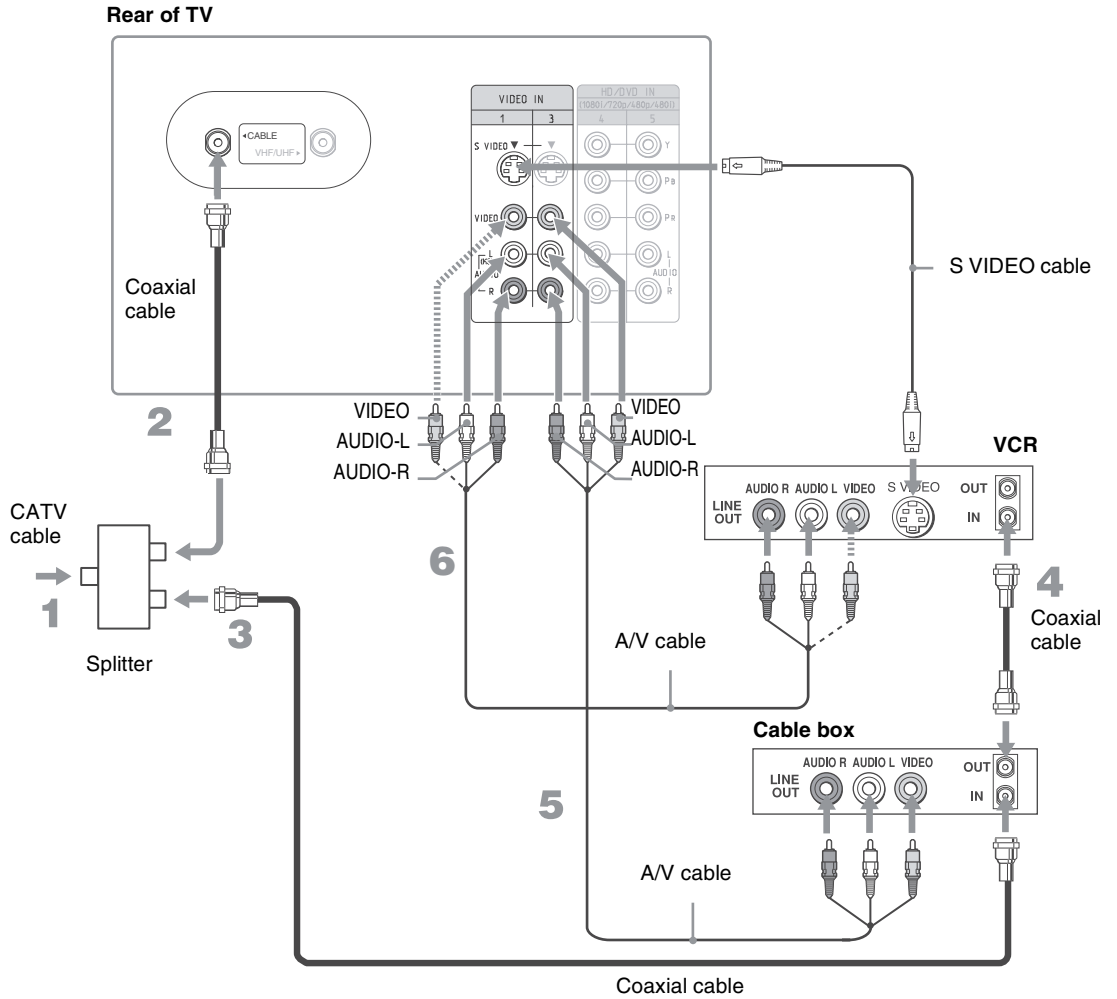 Rear of TV
◂CABLE
VHF/UHF▸
VIDEO IN
1 3
HD/DVD IN
(1080i/720p/480p/480i)
4 5
S VIDEO
VIDEO
L
AUDIO
R
Y
PB
PR
L
AUDIO
R
Coaxial
cable
S VIDEO cable
2
VIDEO
AUDIO-L
AUDIO-R
VIDEO
AUDIO-L
AUDIO-R
VCR
AUDIO R AUDIO L VIDEO S VIDEO OUT
LINE
OUT
IN
CATV
cable
1
Splitter
3
6
4
Coaxial
cable
A/V cable
Cable box
AUDIO R AUDIO L VIDEO OUT
LINE
OUT
IN
5
A/V cable
Coaxial cable